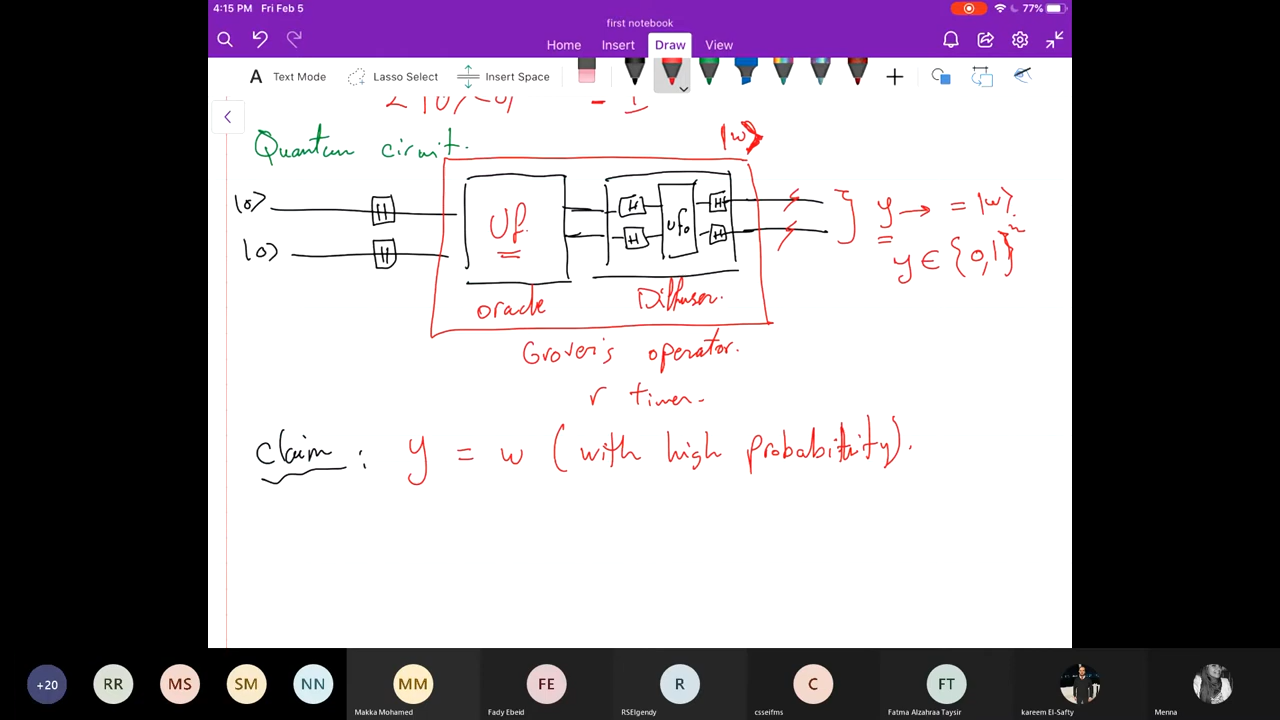 4:15 PM Fri Feb 5
77%
first notebook
Home Insert Draw View
A Text Mode Lasso Select Insert Space
Quantum circuit.
|w⟩
|0⟩ H Uf H Uf₀ H y → = |w⟩.
|0⟩ H H H y ∈ {0,1}ⁿ
oracle Diffuser.
Grover's operator.
r times.
claim: y = w (with high probability).
+20 RR MS SM NN MM FE R C FT
Makka Mohamed Fady Ebeid RSElgendy csseifms Fatma Alzahraa Taysir kareem El-Safty Menna